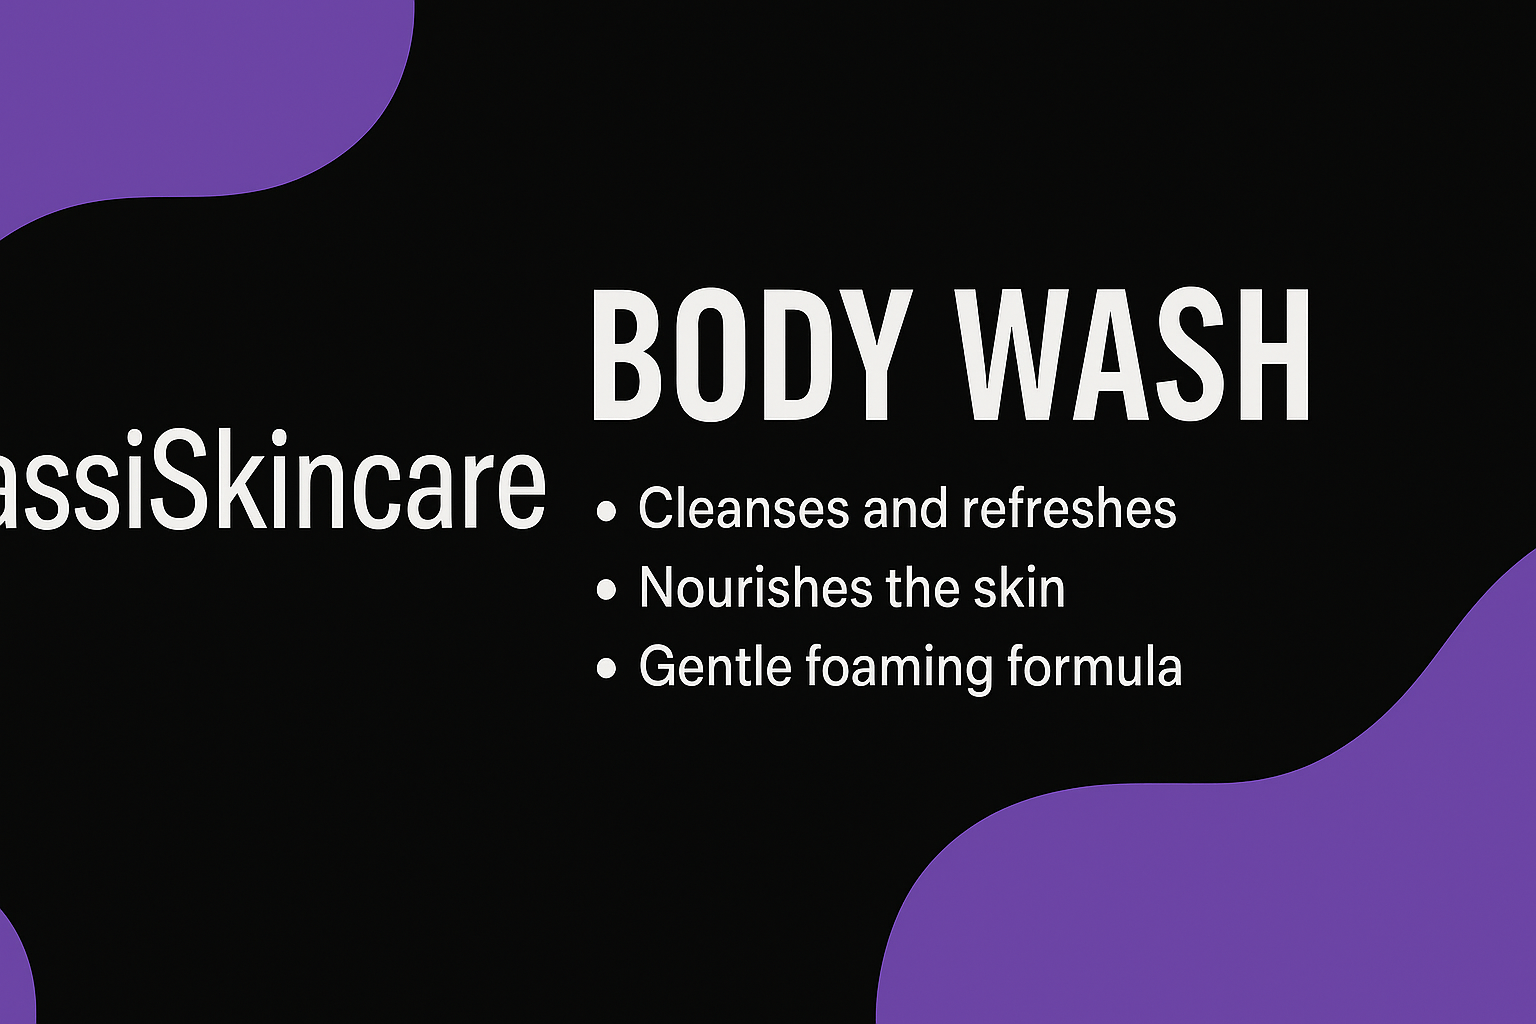 assiSkincare
BODY WASH
• Cleanses and refreshes
• Nourishes the skin
• Gentle foaming formula